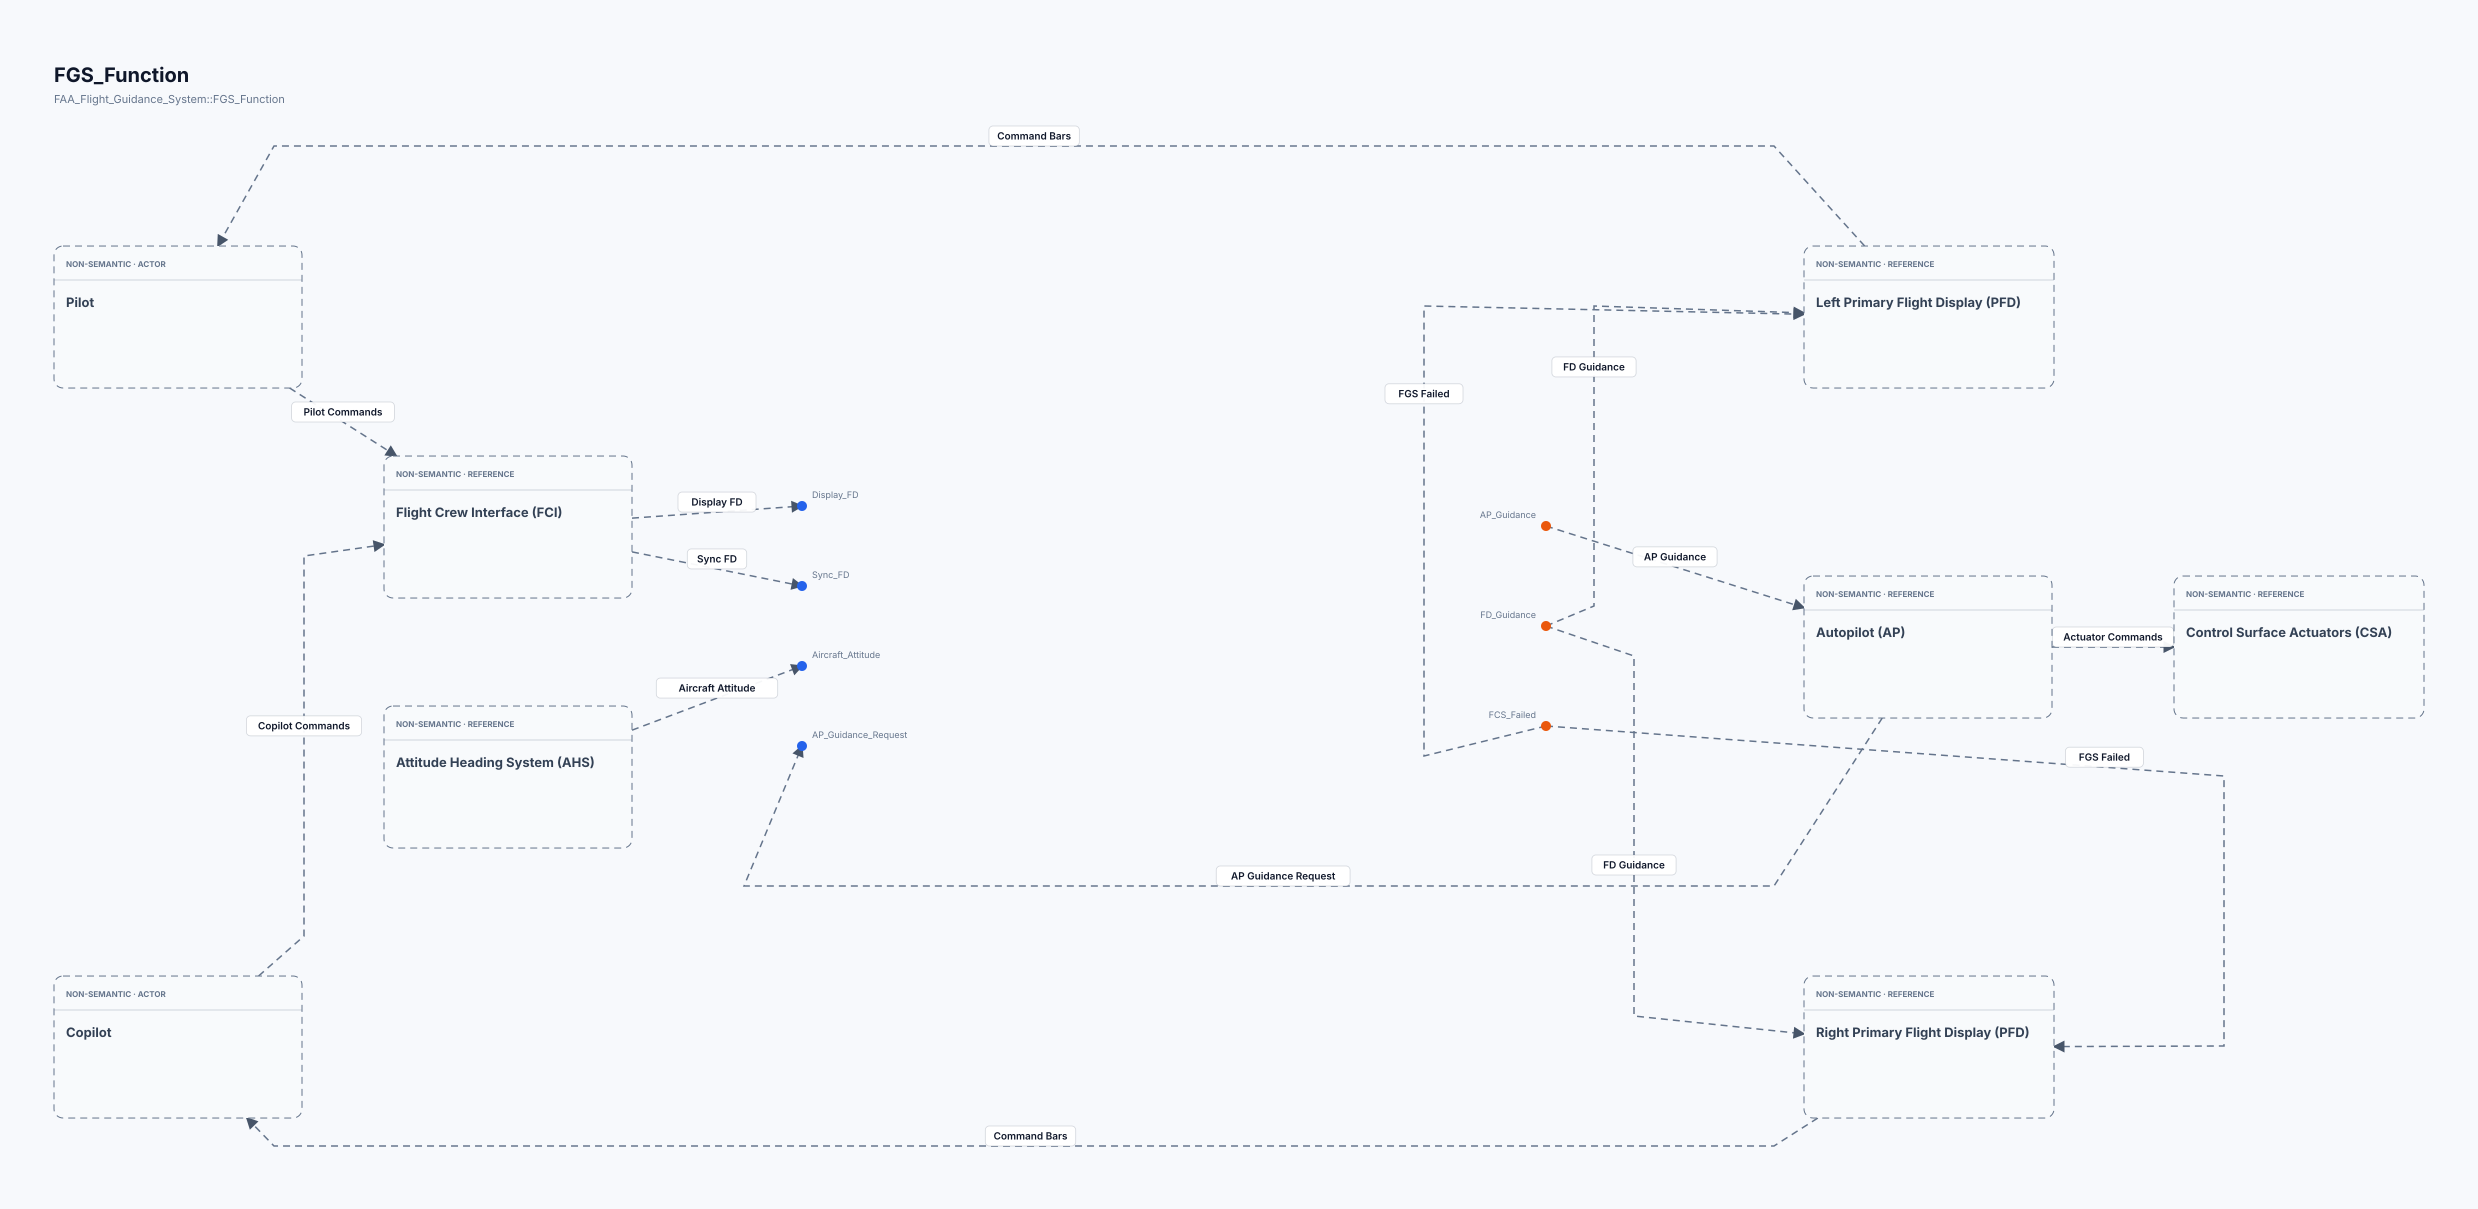 FGS_Function
FAA_Flight_Guidance_System::FGS_Function
Command Bars
NON-SEMANTIC · ACTOR
Pilot
NON-SEMANTIC · REFERENCE
Left Primary Flight Display (PFD)
FD Guidance
FGS Failed
Pilot Commands
NON-SEMANTIC · REFERENCE
Flight Crew Interface (FCI)
Display FD
Display_FD
Sync FD
Sync_FD
AP_Guidance
AP Guidance
FD_Guidance
NON-SEMANTIC · REFERENCE
Autopilot (AP)
Actuator Commands
NON-SEMANTIC · REFERENCE
Control Surface Actuators (CSA)
Aircraft_Attitude
Aircraft Attitude
Copilot Commands
NON-SEMANTIC · REFERENCE
Attitude Heading System (AHS)
AP_Guidance_Request
FCS_Failed
FGS Failed
FD Guidance
AP Guidance Request
NON-SEMANTIC · ACTOR
Copilot
NON-SEMANTIC · REFERENCE
Right Primary Flight Display (PFD)
Command Bars